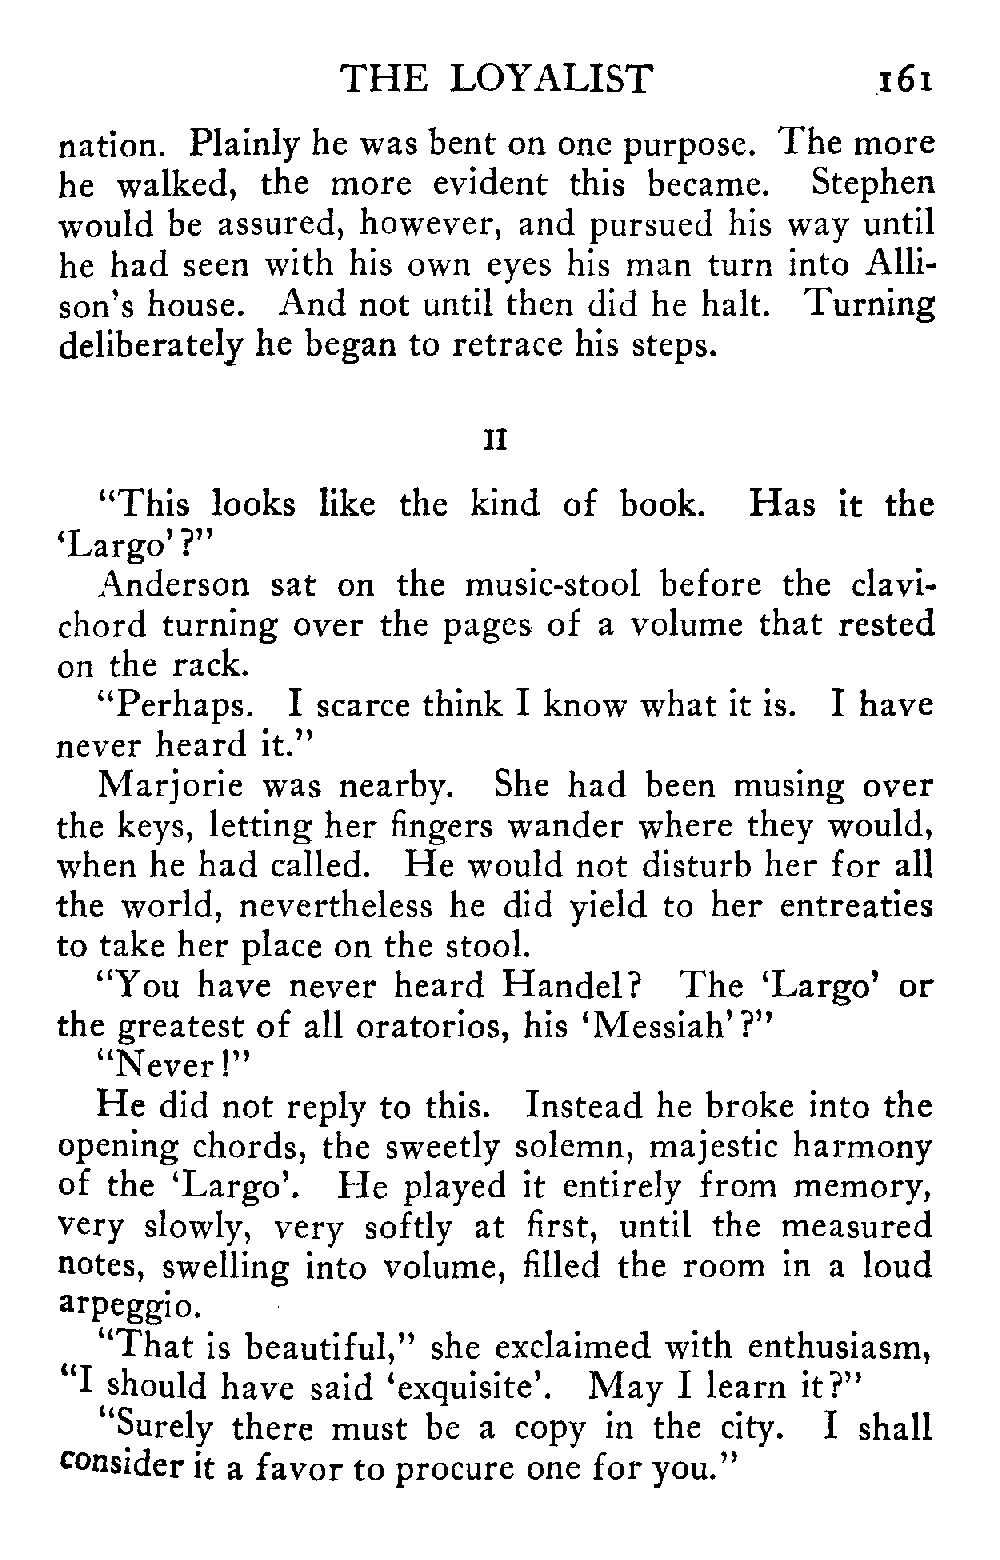 THE LOYALIST 161
nation. Plainly he was bent on one purpose. The more
he walked, the more evident this became. Stephen
would be assured, however, and pursued his way until
he had seen with his own eyes his man turn into Alli-
son's house. And not until then did he halt. Turning
deliberately he began to retrace his steps.
II
"This looks like the kind of book. Has it the
'Largo'?"
Anderson sat on the music-stool before the clavi-
chord turning over the pages of a volume that rested
on the rack.
"Perhaps. I scarce think I know what it is. I have
never heard it."
Marjorie was nearby. She had been musing over
the keys, letting her fingers wander where they would,
when he had called. He would not disturb her for all
the world, nevertheless he did yield to her entreaties
to take her place on the stool.
"You have never heard Handel? The 'Largo' or
the greatest of all oratorios, his 'Messiah'?"
"Never!"
He did not reply to this. Instead he broke into the
opening chords, the sweetly solemn, majestic harmony
of the 'Largo'. He played it entirely from memory,
very slowly, very softly at first, until the measured
notes, swelling into volume, filled the room in a loud
arpeggio.
"That is beautiful," she exclaimed with enthusiasm,
"I should have said 'exquisite'. May I learn it?"
"Surely there must be a copy in the city. I shall
consider it a favor to procure one for you."